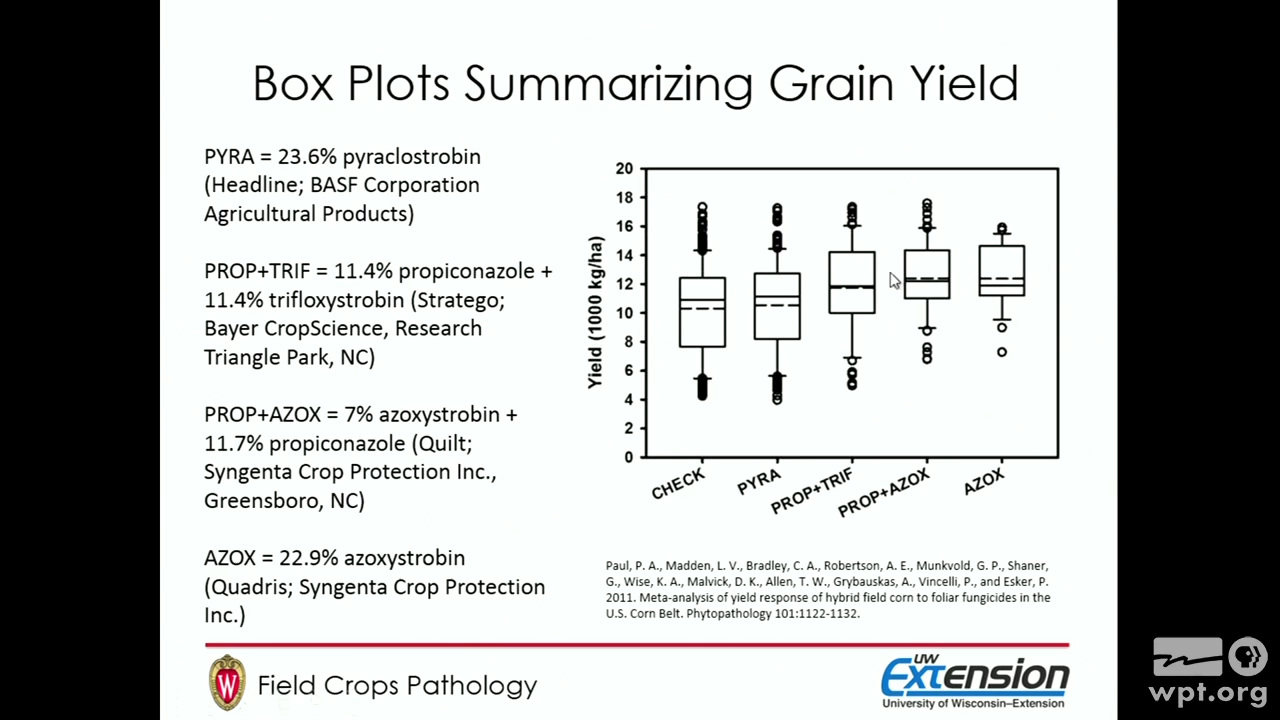 Box Plots Summarizing Grain Yield
PYRA = 23.6% pyraclostrobin
(Headline; BASF Corporation
Agricultural Products)
PROP+TRIF = 11.4% propiconazole +
11.4% trifloxystrobin (Stratego;
Bayer CropScience, Research
Triangle Park, NC)
PROP+AZOX = 7% azoxystrobin +
11.7% propiconazole (Quilt;
Syngenta Crop Protection Inc.,
Greensboro, NC)
AZOX = 22.9% azoxystrobin
(Quadris; Syngenta Crop Protection
Inc.)
Yield (1000 kg/ha)
20
18
16
14
12
10
8
6
4
2
0
CHECK
PYRA
PROP+TRIF
PROP+AZOX
AZOX
Paul, P. A., Madden, L. V., Bradley, C. A., Robertson, A. E., Munkvold, G. P., Shaner,
G., Wise, K. A., Malvick, D. K., Allen, T. W., Grybauskas, A., Vincelli, P., and Esker, P.
2011. Meta-analysis of yield response of hybrid field corn to foliar fungicides in the
U.S. Corn Belt. Phytopathology 101:1122-1132.
W
Field Crops Pathology
UW
Extension
University of Wisconsin–Extension
wpt.org